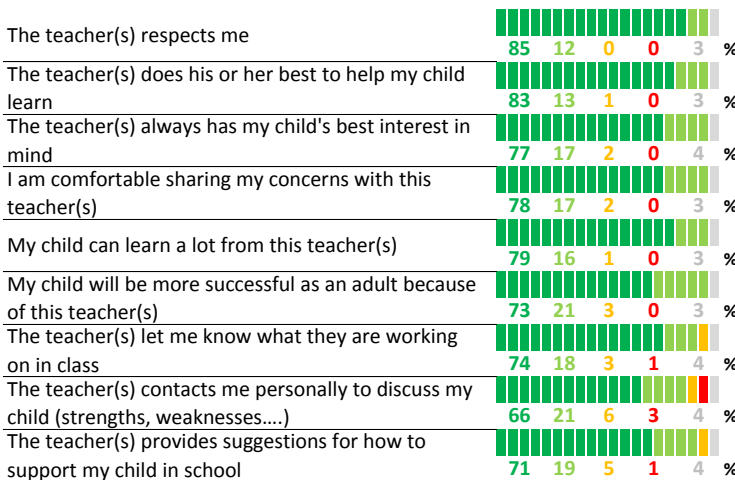 The teacher(s) respects me
85 12 0 0 3 %
The teacher(s) does his or her best to help my child
learn
83 13 1 0 3 %
The teacher(s) always has my child's best interest in
mind
77 17 2 0 4 %
I am comfortable sharing my concerns with this
teacher(s)
78 17 2 0 3 %
My child can learn a lot from this teacher(s)
79 16 1 0 3 %
My child will be more successful as an adult because
of this teacher(s)
73 21 3 0 3 %
The teacher(s) let me know what they are working
on in class
74 18 3 1 4 %
The teacher(s) contacts me personally to discuss my
child (strengths, weaknesses....)
66 21 6 3 4 %
The teacher(s) provides suggestions for how to
support my child in school
71 19 5 1 4 %